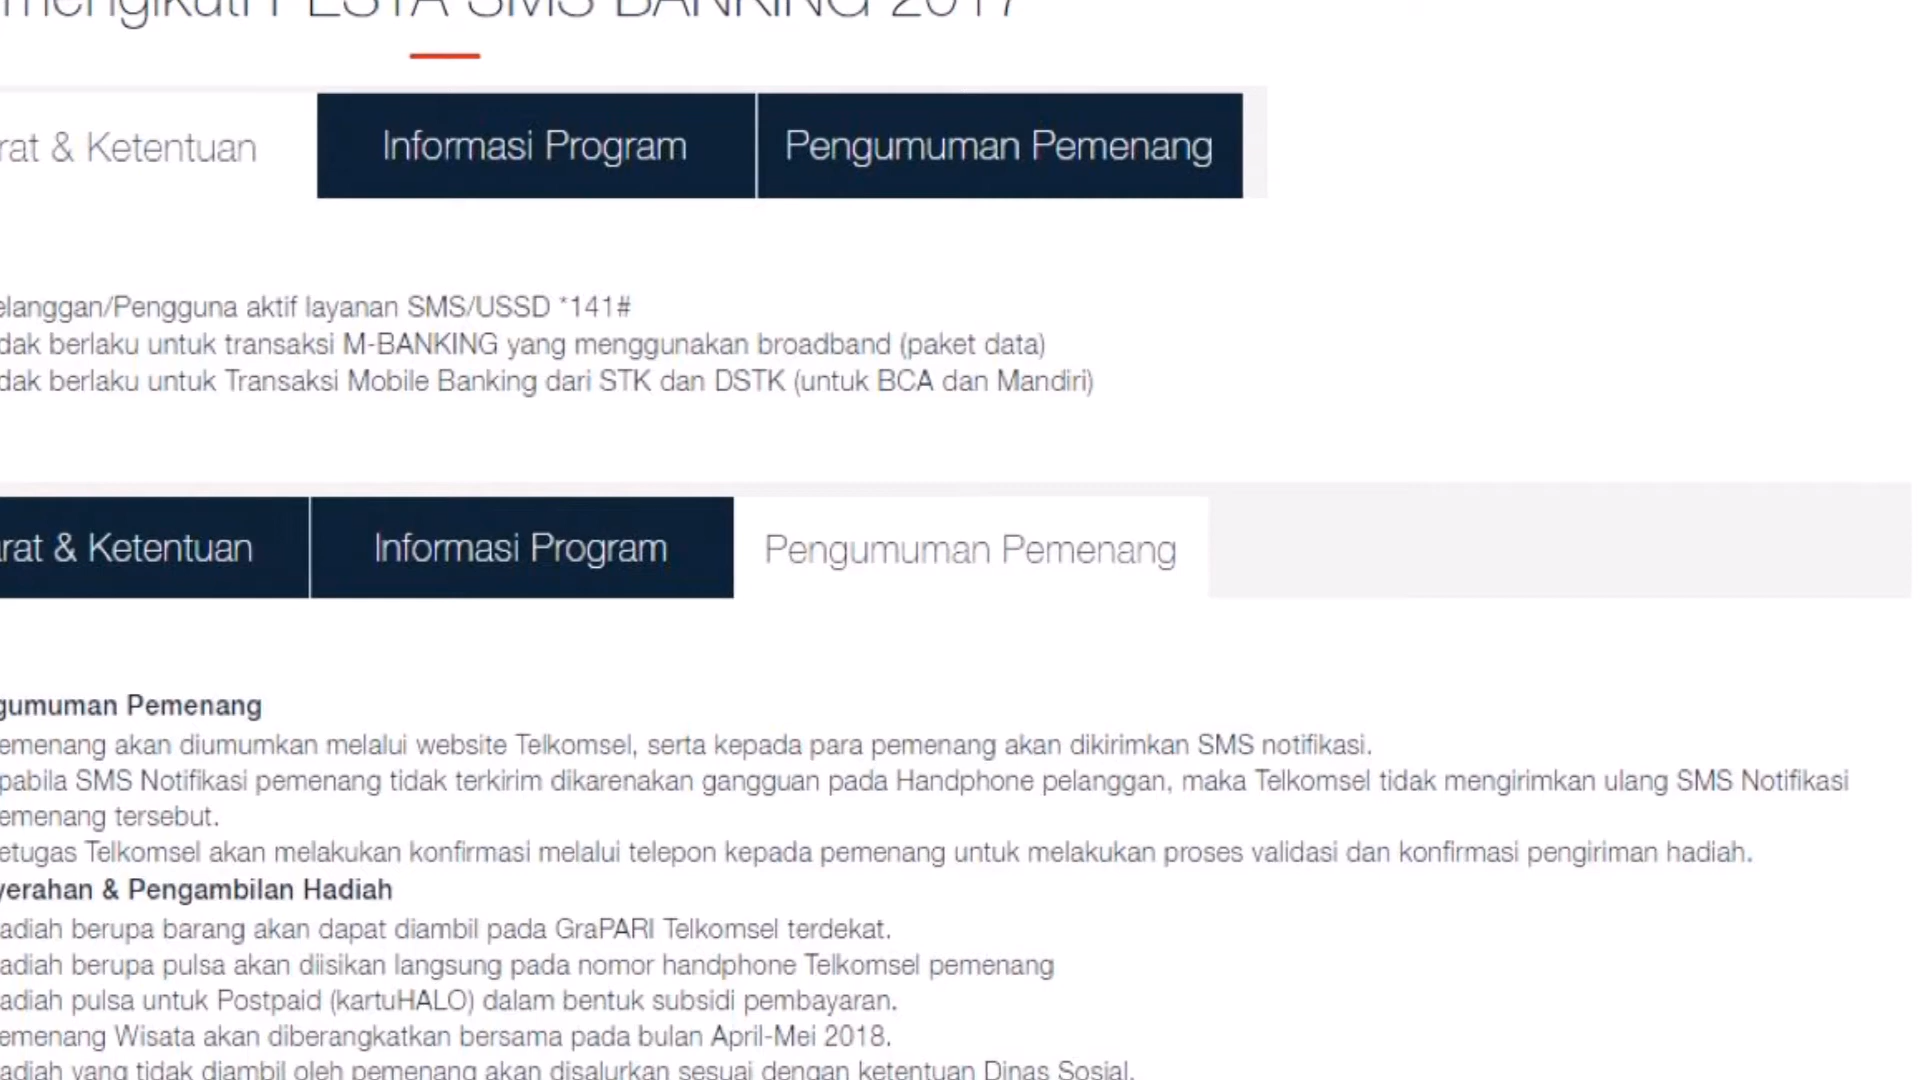 mengikuti PESTA SMS BANKING 2017
rat & Ketentuan Informasi Program Pengumuman Pemenang
elanggan/Pengguna aktif layanan SMS/USSD *141#
dak berlaku untuk transaksi M-BANKING yang menggunakan broadband (paket data)
dak berlaku untuk Transaksi Mobile Banking dari STK dan DSTK (untuk BCA dan Mandiri)
arat & Ketentuan Informasi Program Pengumuman Pemenang
gumuman Pemenang
emenang akan diumumkan melalui website Telkomsel, serta kepada para pemenang akan dikirimkan SMS notifikasi.
pabila SMS Notifikasi pemenang tidak terkirim dikarenakan gangguan pada Handphone pelanggan, maka Telkomsel tidak mengirimkan ulang SMS Notifikasi
emenang tersebut.
etugas Telkomsel akan melakukan konfirmasi melalui telepon kepada pemenang untuk melakukan proses validasi dan konfirmasi pengiriman hadiah.
yerahan & Pengambilan Hadiah
adiah berupa barang akan dapat diambil pada GraPARI Telkomsel terdekat.
adiah berupa pulsa akan diisikan langsung pada nomor handphone Telkomsel pemenang
adiah pulsa untuk Postpaid (kartuHALO) dalam bentuk subsidi pembayaran.
emenang Wisata akan diberangkatkan bersama pada bulan April-Mei 2018.
adiah yang tidak diambil oleh pemenang akan disalurkan sesuai dengan ketentuan Dinas Sosial.